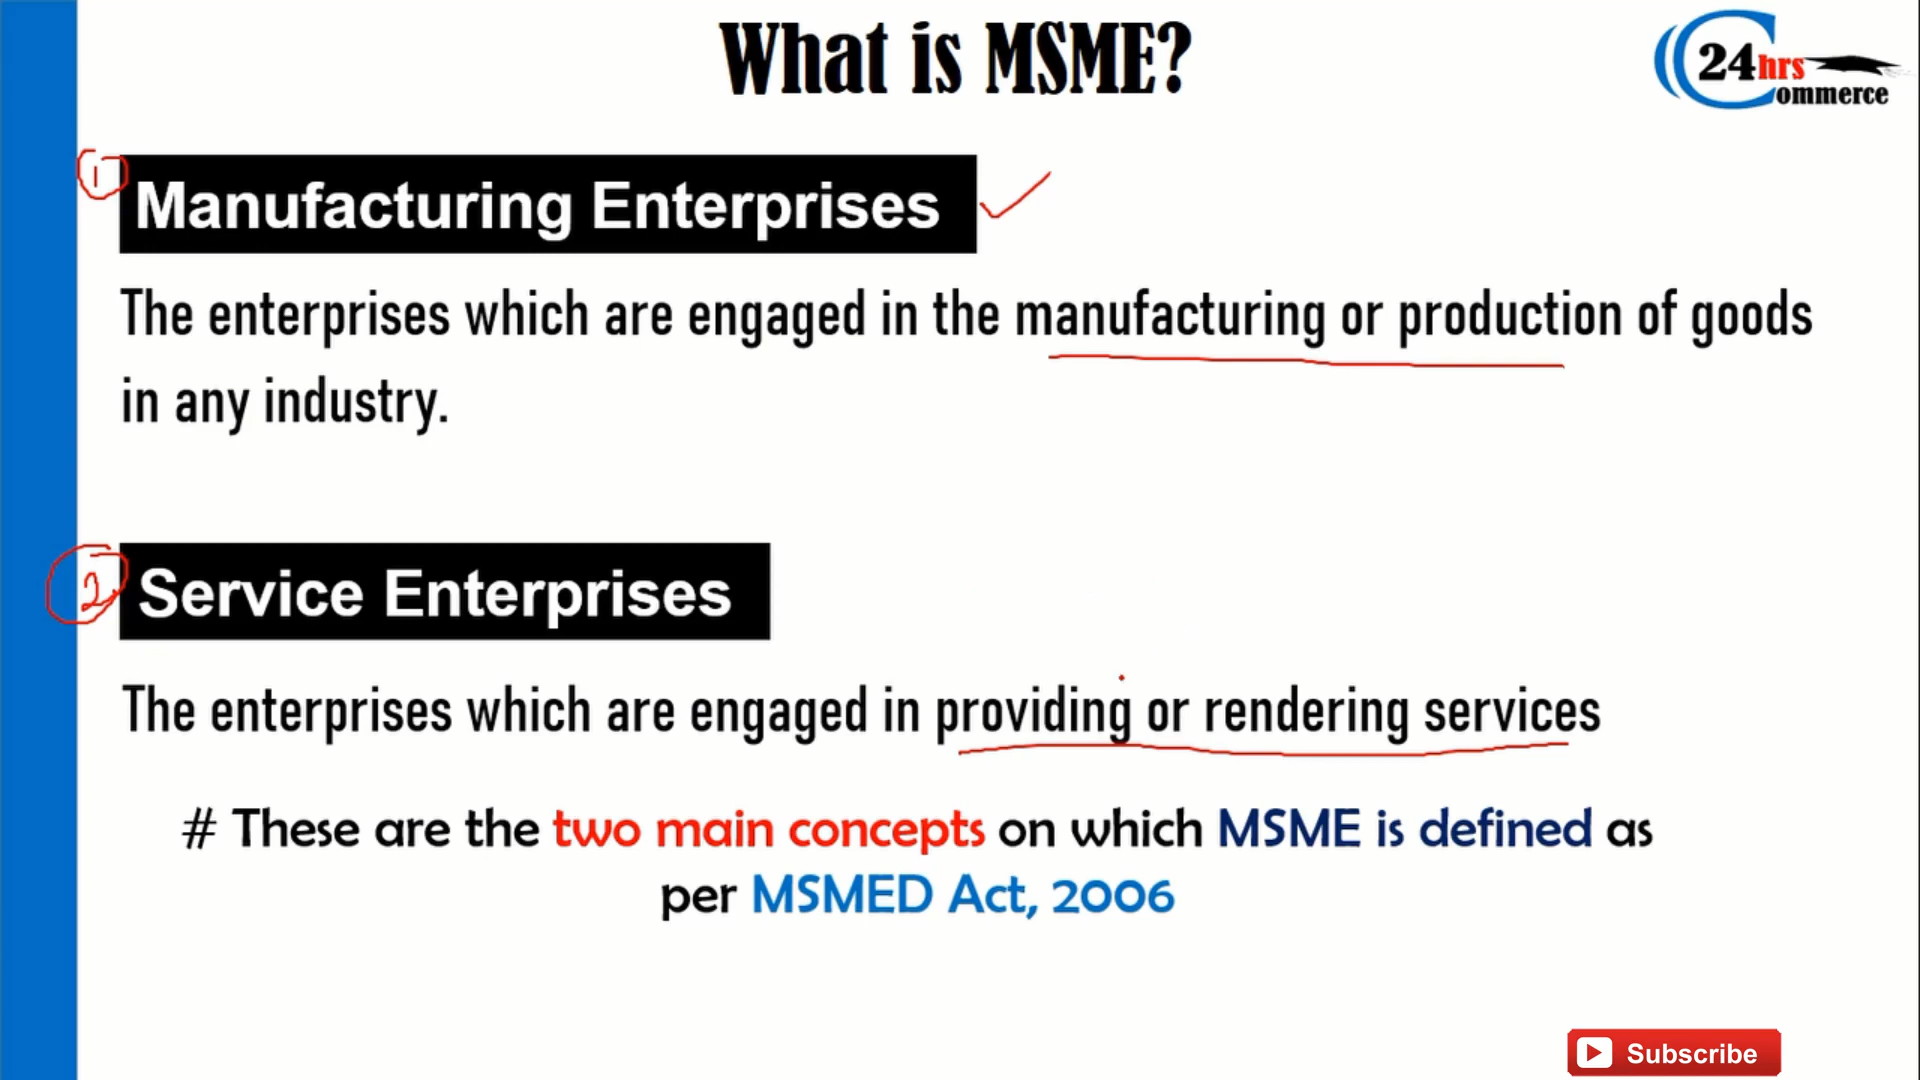 What is MSME?
24hrs
Commerce
1
Manufacturing Enterprises
The enterprises which are engaged in the manufacturing or production of goods
in any industry.
2
Service Enterprises
The enterprises which are engaged in providing or rendering services
# These are the two main concepts on which MSME is defined as
per MSMED Act, 2006
Subscribe